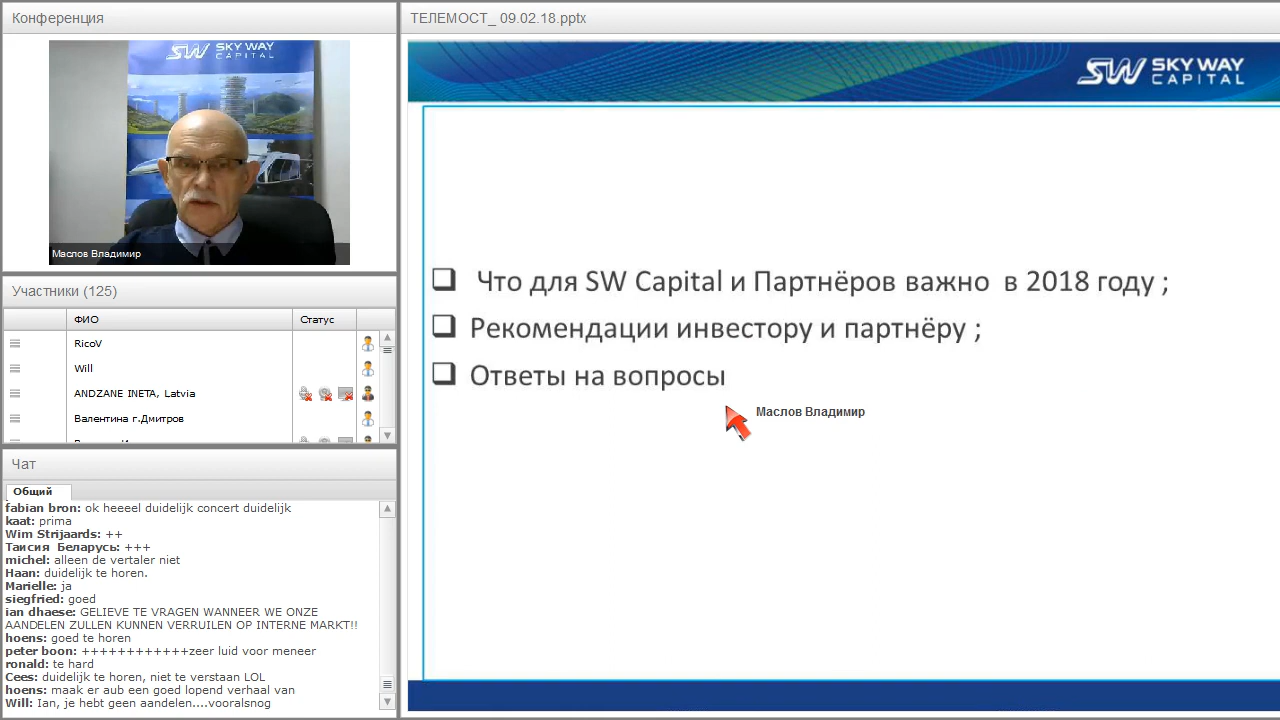 Конференция
SKY WAY
CAPITAL
Маслов Владимир
Участники (125)
ФИО
Статус
RicoV
Will
ANDZANE INETA, Latvia
Валентина г.Дмитров
Чат
Общий
fabian bron: ok heeeel duidelijk concert duidelijk
kaat: prima
Wim Strijaards: ++
Таисия Беларусь: +++
michel: alleen de vertaler niet
Haan: duidelijk te horen.
Marielle: ja
siegfried: goed
ian dhaese: GELIEVE TE VRAGEN WANNEER WE ONZE
AANDELEN ZULLEN KUNNEN VERRUILEN OP INTERNE MARKT!!
hoens: goed te horen
peter boon: ++++++++++++zeer luid voor meneer
ronald: te hard
Cees: duidelijk te horen, niet te verstaan LOL
hoens: maak er allleen goed lopend verhaal van
Will: Ian, je hebt geen aandelen....vooralsnog
ТЕЛЕМОСТ_ 09.02.18.pptx
SW SKY WAY
CAPITAL
Что для SW Capital и Партнёров важно в 2018 году ;
Рекомендации инвестору и партнёру ;
Ответы на вопросы
Маслов Владимир